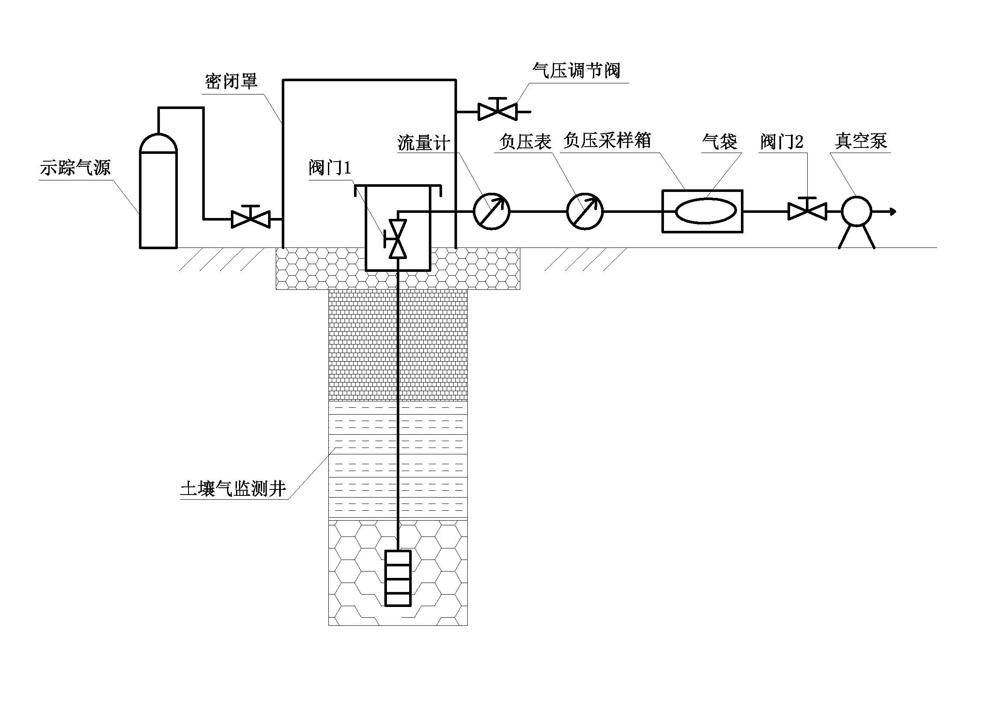 气压调节阀
密闭罩
流量计
负压表
负压采样箱
气袋
阀门2
真空泵
示踪气源
阀门1
土壤气监测井